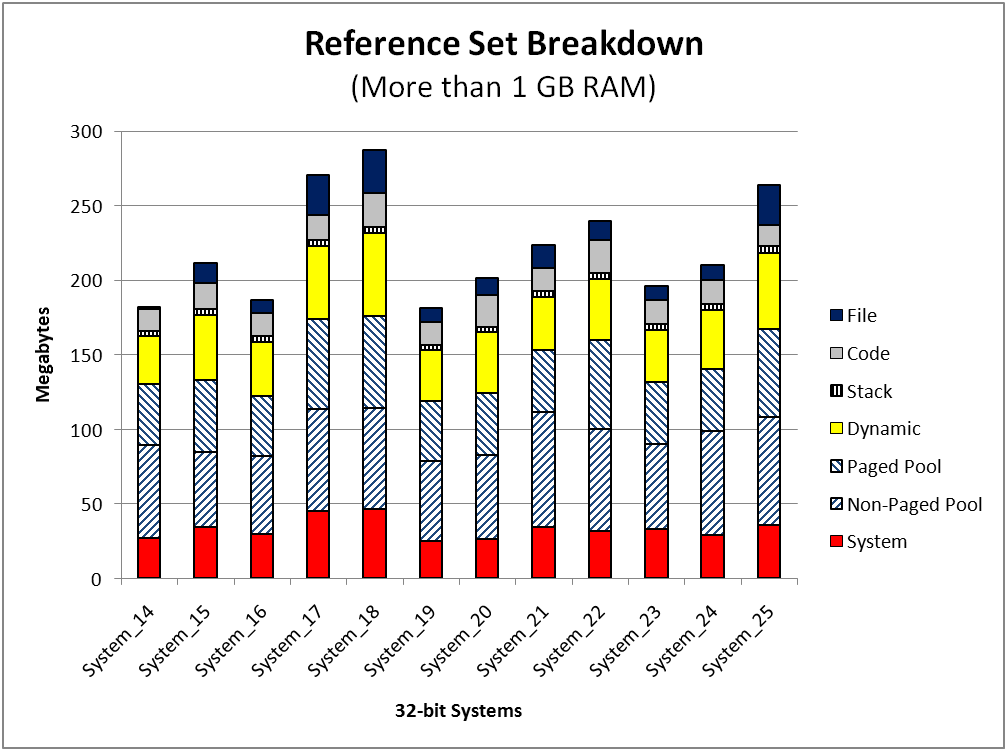 Reference Set Breakdown
(More than 1 GB RAM)
Megabytes
300
250
200
150
100
50
0
System_14
System_15
System_16
System_17
System_18
System_19
System_20
System_21
System_22
System_23
System_24
System_25
32-bit Systems
File
Code
Stack
Dynamic
Paged Pool
Non-Paged Pool
System